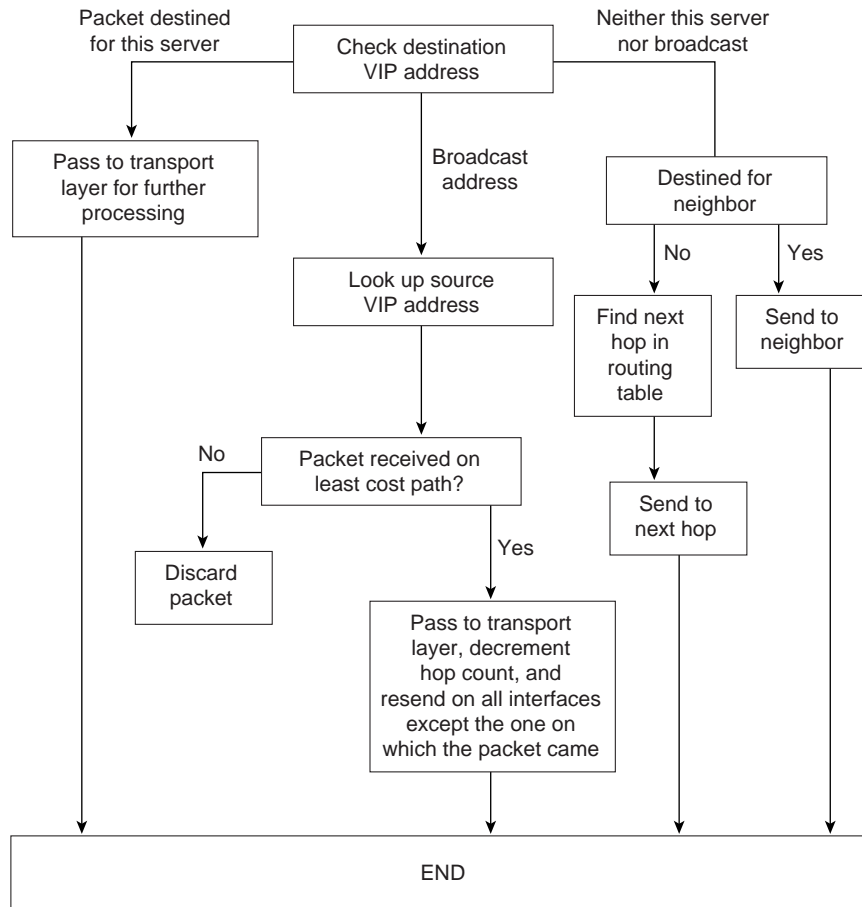 Packet destined
for this server
Check destination
VIP address
Neither this server
nor broadcast
Pass to transport
layer for further
processing
Broadcast
address
Destined for
neighbor
No
Yes
Look up source
VIP address
Find next
hop in
routing
table
Send to
neighbor
No
Packet received on
least cost path?
Send to
next hop
Yes
Discard
packet
Pass to transport
layer, decrement
hop count, and
resend on all interfaces
except the one on
which the packet came
END